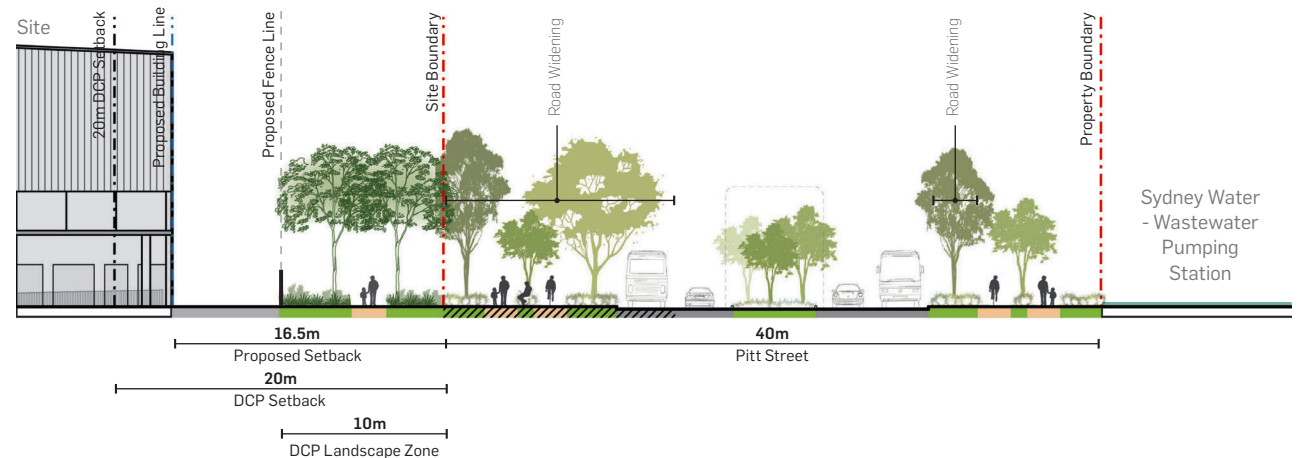 Site
20m DCP Setback
Proposed Building Line
Proposed Fence Line
Site Boundary
Road Widening
Road Widening
Property Boundary
Sydney Water
- Wastewater
Pumping
Station
16.5m
Proposed Setback
40m
Pitt Street
20m
DCP Setback
10m
DCP Landscape Zone